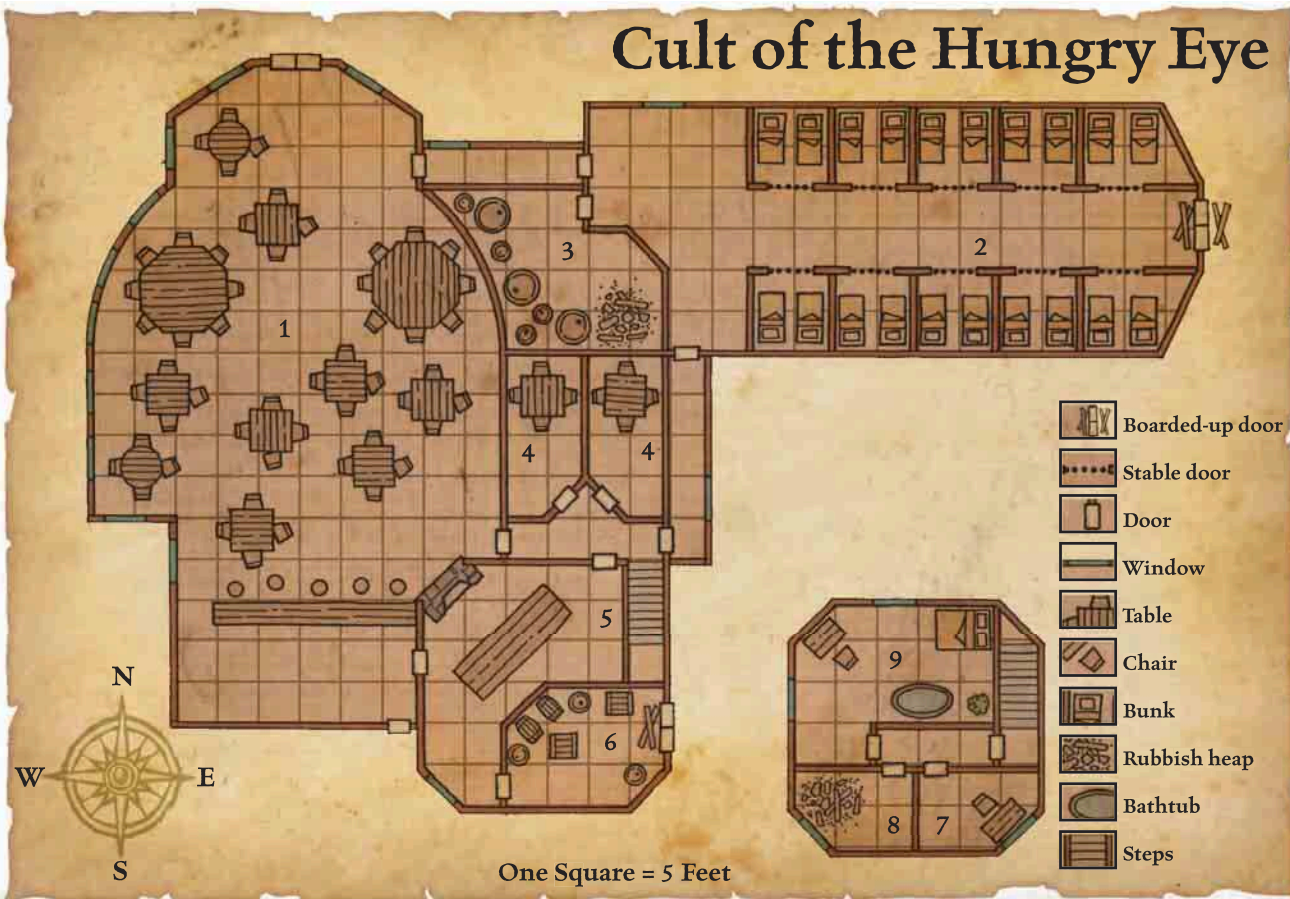 Cult of the Hungry Eye
1
2
3
4
4
5
6
7
8
9
Boarded-up door
Stable door
Door
Window
Table
Chair
Bunk
Rubbish heap
Bathtub
Steps
N
W
E
S
One Square = 5 Feet